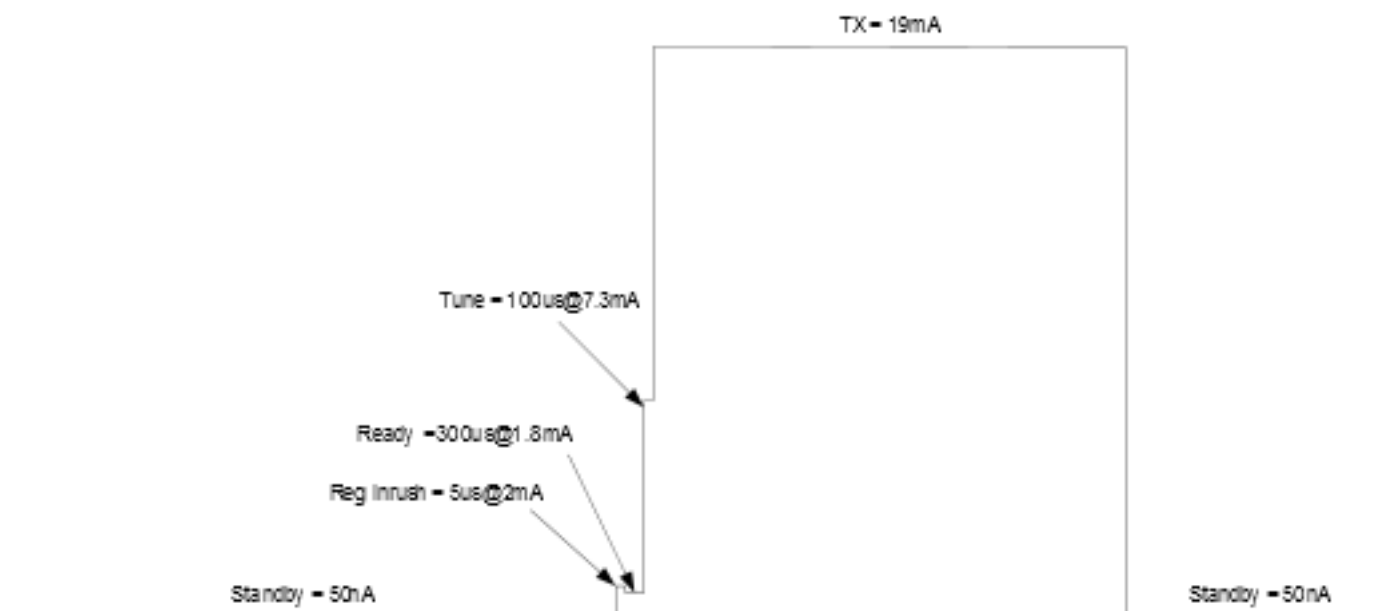 TX = 19mA
Tune = 100us@7.3mA
Ready =300us@1.8mA
Reg Inrush = 5us@2mA
Standby = 50nA
Standby = 50nA